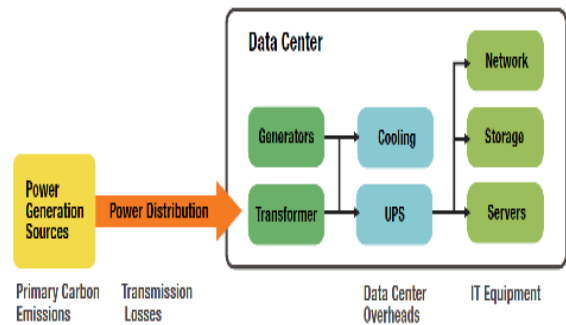 Data Center
Network
Generators
Cooling
Storage
Power
Generation
Sources
Power Distribution
Transformer
UPS
Servers
Primary Carbon
Emissions
Transmission
Losses
Data Center
Overheads
IT Equipment